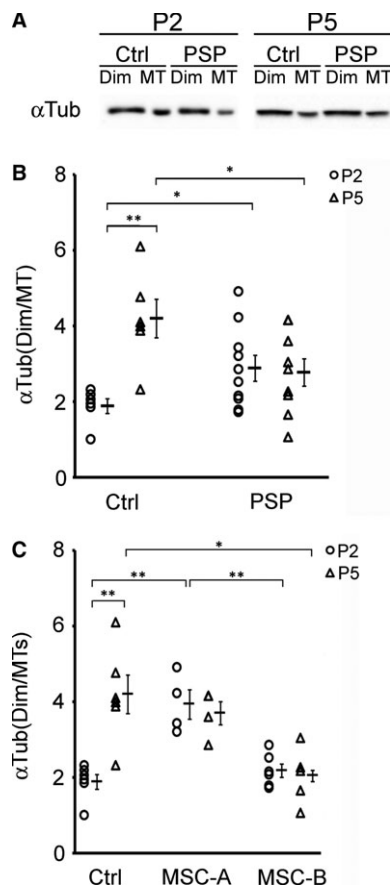 A
P2 P5
Ctrl PSP Ctrl PSP
Dim MT Dim MT Dim MT Dim MT
αTub
B
8
6
4
2
0
αTub(Dim/MT)
* 
*
**
P2
P5
Ctrl PSP
C
8
6
4
2
0
αTub(Dim/MTs)
*
** **
**
P2
P5
Ctrl MSC-A MSC-B